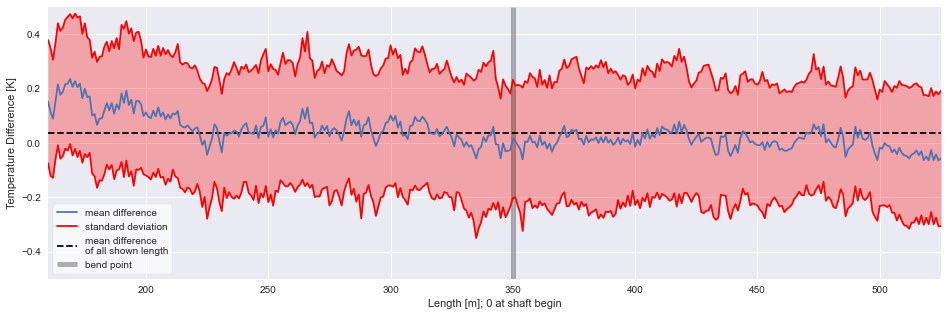 Temperature Difference [K]
0.4
0.2
0.0
−0.2
−0.4
mean difference
standard deviation
mean difference
of all shown length
bend point
200
250
300
350
400
450
500
Length [m]; 0 at shaft begin